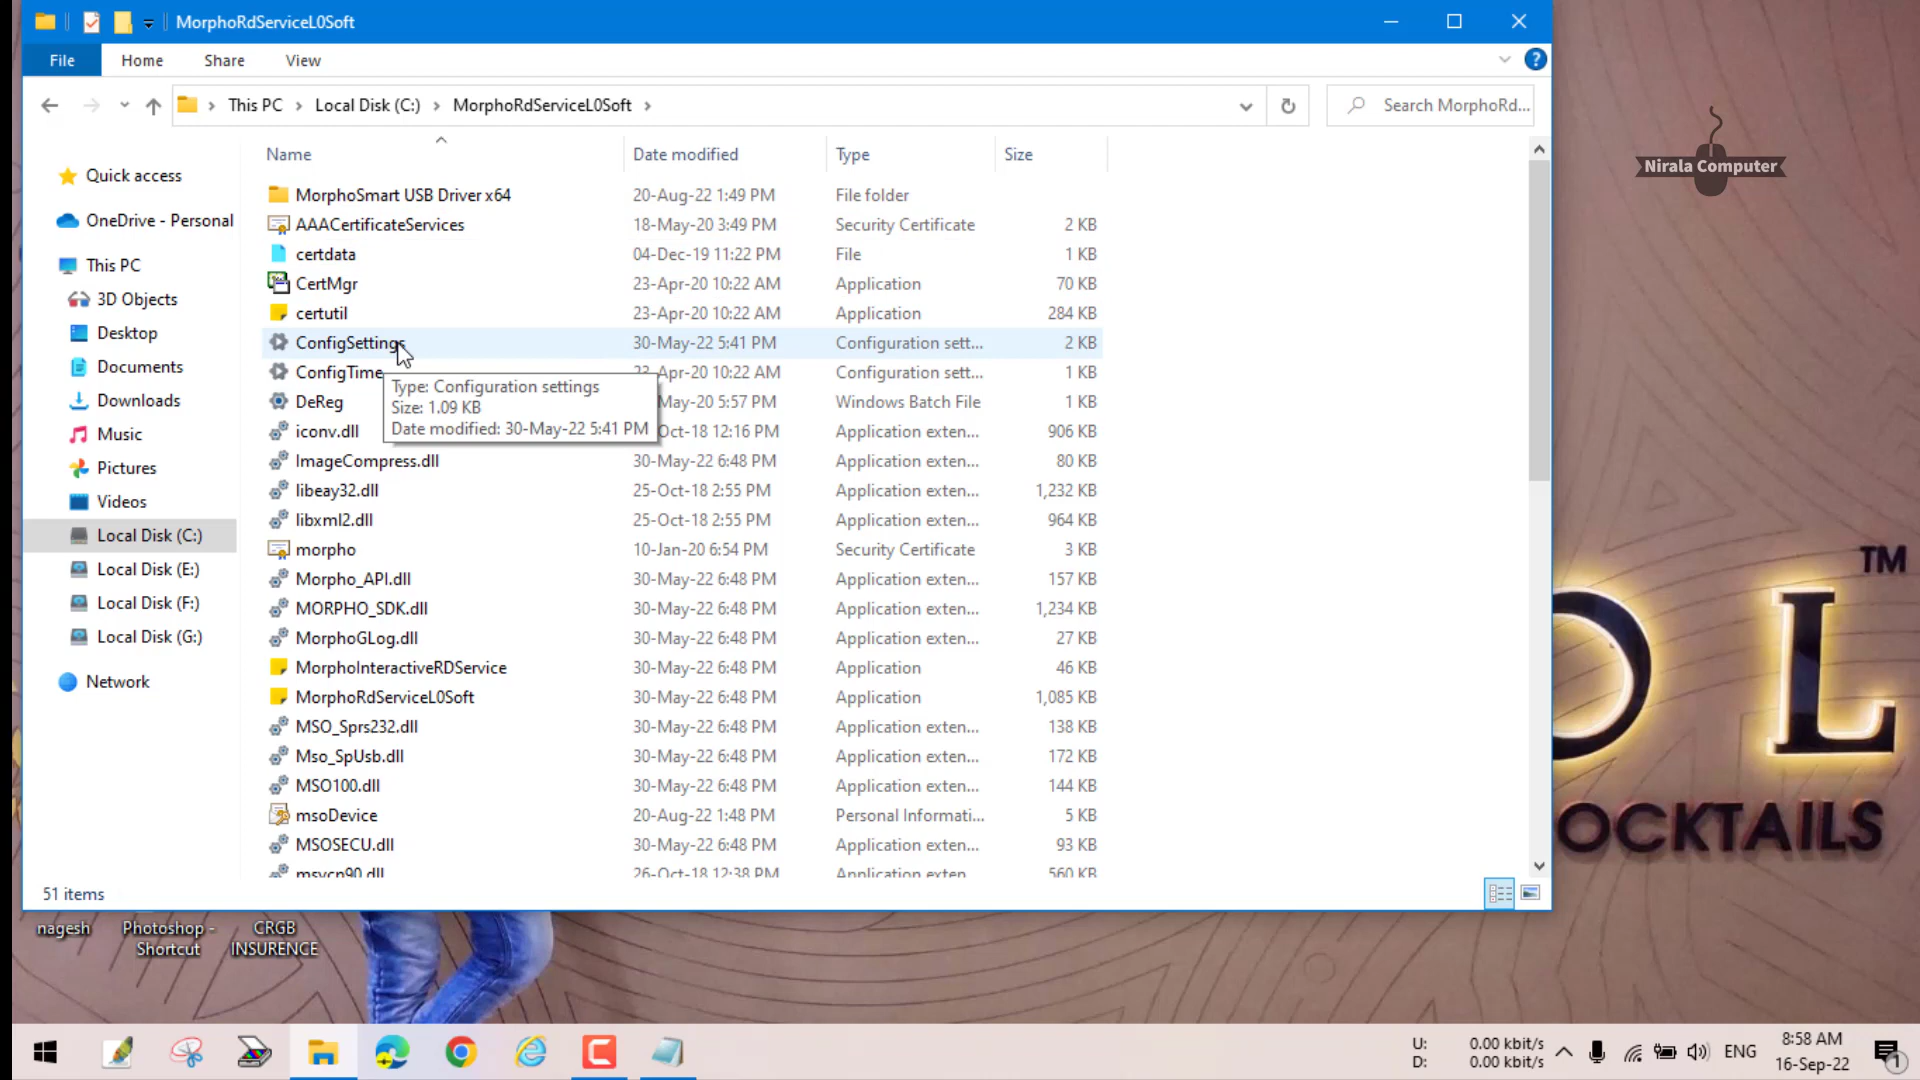 MorphoRdServiceL0Soft
File Home Share View
This PC Local Disk (C:) MorphoRdServiceL0Soft
Search MorphoRd...
Nirala Computer
Quick access
OneDrive - Personal
This PC
3D Objects
Desktop
Documents
Downloads
Music
Pictures
Videos
Local Disk (C:)
Local Disk (E:)
Local Disk (F:)
Local Disk (G:)
Network
Name Date modified Type Size
MorphoSmart USB Driver x64 20-Aug-22 1:49 PM File folder
AAACertificateServices 18-May-20 3:49 PM Security Certificate 2 KB
certdata 04-Dec-19 11:22 PM File 1 KB
CertMgr 23-Apr-20 10:22 AM Application 70 KB
certutil 23-Apr-20 10:22 AM Application 284 KB
ConfigSettings 30-May-22 5:41 PM Configuration sett... 2 KB
ConfigTime 23-Apr-20 10:22 AM Configuration sett... 1 KB
DeReg May-20 5:57 PM Windows Batch File 1 KB
iconv.dll Oct-18 12:16 PM Application exten... 906 KB
Type: Configuration settings
Size: 1.09 KB
Date modified: 30-May-22 5:41 PM
ImageCompress.dll 30-May-22 6:48 PM Application exten... 80 KB
libeay32.dll 25-Oct-18 2:55 PM Application exten... 1,232 KB
libxml2.dll 25-Oct-18 2:55 PM Application exten... 964 KB
morpho 10-Jan-20 6:54 PM Security Certificate 3 KB
Morpho_API.dll 30-May-22 6:48 PM Application exten... 157 KB
MORPHO_SDK.dll 30-May-22 6:48 PM Application exten... 1,234 KB
MorphoGLog.dll 30-May-22 6:48 PM Application exten... 27 KB
MorphoInteractiveRDService 30-May-22 6:48 PM Application 46 KB
MorphoRdServiceL0Soft 30-May-22 6:48 PM Application 1,085 KB
MSO_Sprs232.dll 30-May-22 6:48 PM Application exten... 138 KB
Mso_SpUsb.dll 30-May-22 6:48 PM Application exten... 172 KB
MSO100.dll 30-May-22 6:48 PM Application exten... 144 KB
msoDevice 20-Aug-22 1:48 PM Personal Informati... 5 KB
MSOSECU.dll 30-May-22 6:48 PM Application exten... 93 KB
msvcp90.dll 26-Oct-18 12:38 PM Application exten 560 KB
51 items
TM
OL
OCKTAILS
nagesh
Photoshop - Shortcut
CRGB INSURENCE
U: 0.00 kbit/s
D: 0.00 kbit/s
ENG
8:58 AM
16-Sep-22
1